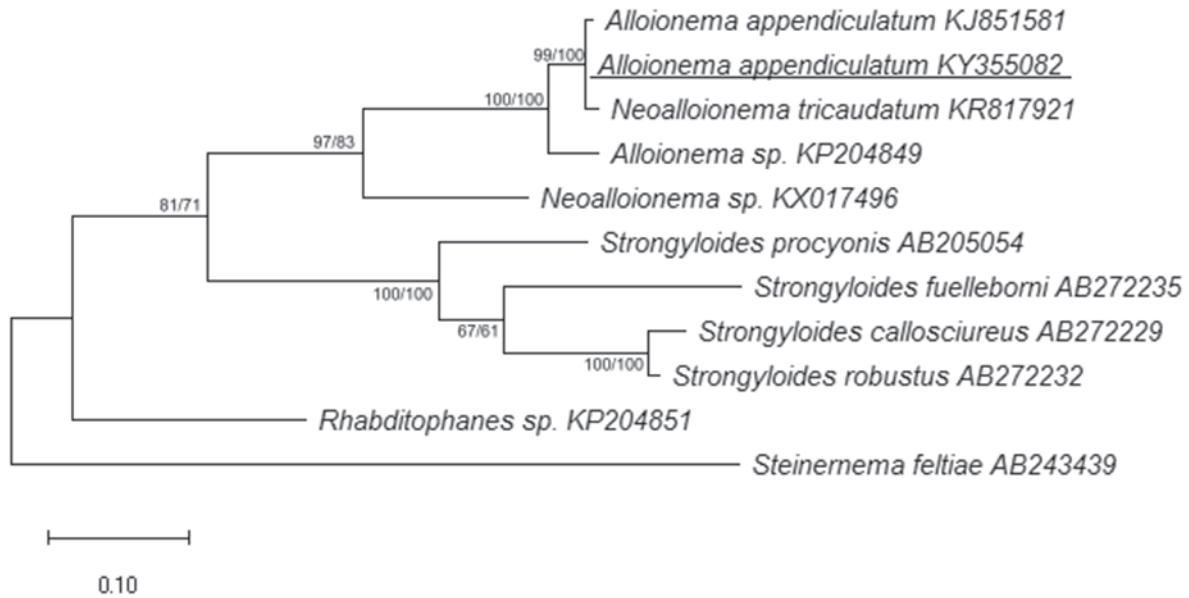 Alloionema appendiculatum KJ851581
99/100
Alloionema appendiculatum KY355082
100/100
Neoalloionema tricaudatum KR817921
97/83
Alloionema sp. KP204849
Neoalloionema sp. KX017496
81/71
Strongyloides procyonis AB205054
100/100
Strongyloides fuelleborni AB272235
67/61
Strongyloides callosciureus AB272229
100/100
Strongyloides robustus AB272232
Rhabditophanes sp. KP204851
Steinernema feltiae AB243439
0.10